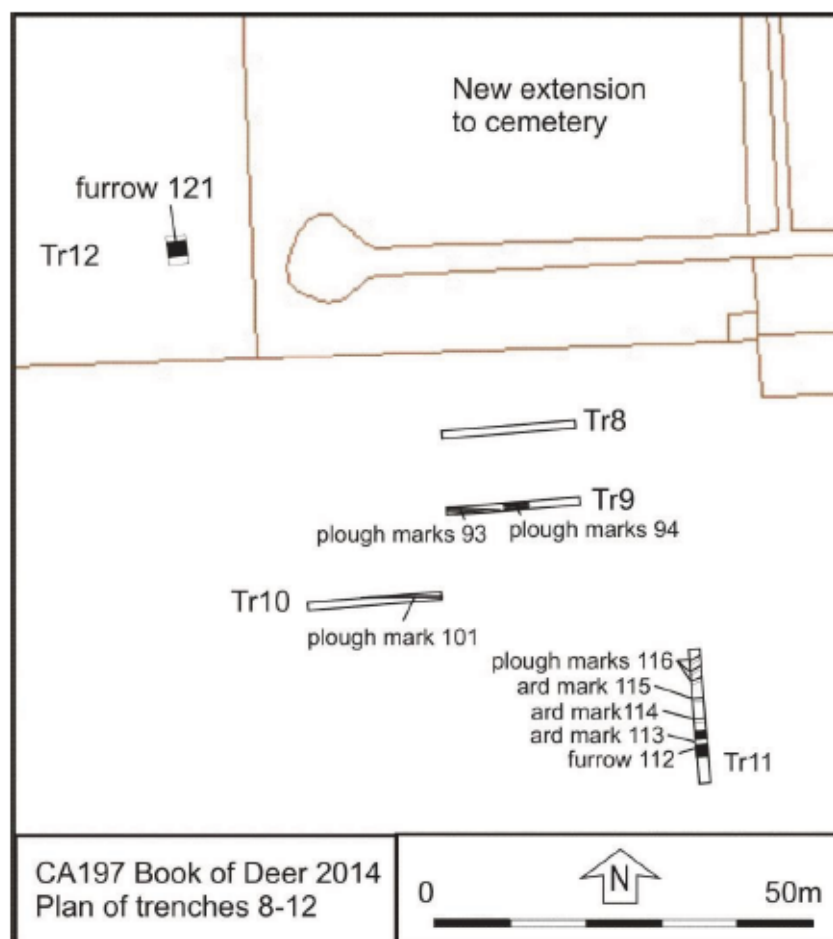 New extension
to cemetery
furrow 121
Tr12
Tr8
Tr9
plough marks 93
plough marks 94
Tr10
plough mark 101
plough marks 116
ard mark 115
ard mark114
ard mark 113
furrow 112
Tr11
CA197 Book of Deer 2014
Plan of trenches 8-12
0
N
50m